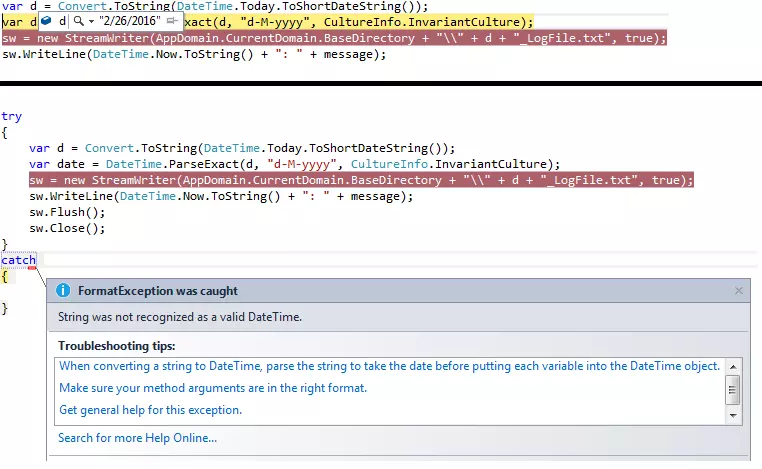 var d = Convert.ToString(DateTime.Today.ToShortDateString());
var d d "2/26/2016" xact(d, "d-M-yyyy", CultureInfo.InvariantCulture);
sw = new StreamWriter(AppDomain.CurrentDomain.BaseDirectory + "\\" + d + "_LogFile.txt", true);
sw.WriteLine(DateTime.Now.ToString() + ": " + message);
try
{
var d = Convert.ToString(DateTime.Today.ToShortDateString());
var date = DateTime.ParseExact(d, "d-M-yyyy", CultureInfo.InvariantCulture);
sw = new StreamWriter(AppDomain.CurrentDomain.BaseDirectory + "\\" + d + "_LogFile.txt", true);
sw.WriteLine(DateTime.Now.ToString() + ": " + message);
sw.Flush();
sw.Close();
}
catch
{
FormatException was caught
String was not recognized as a valid DateTime.
}
Troubleshooting tips:
When converting a string to DateTime, parse the string to take the date before putting each variable into the DateTime object.
Make sure your method arguments are in the right format.
Get general help for this exception.
Search for more Help Online...